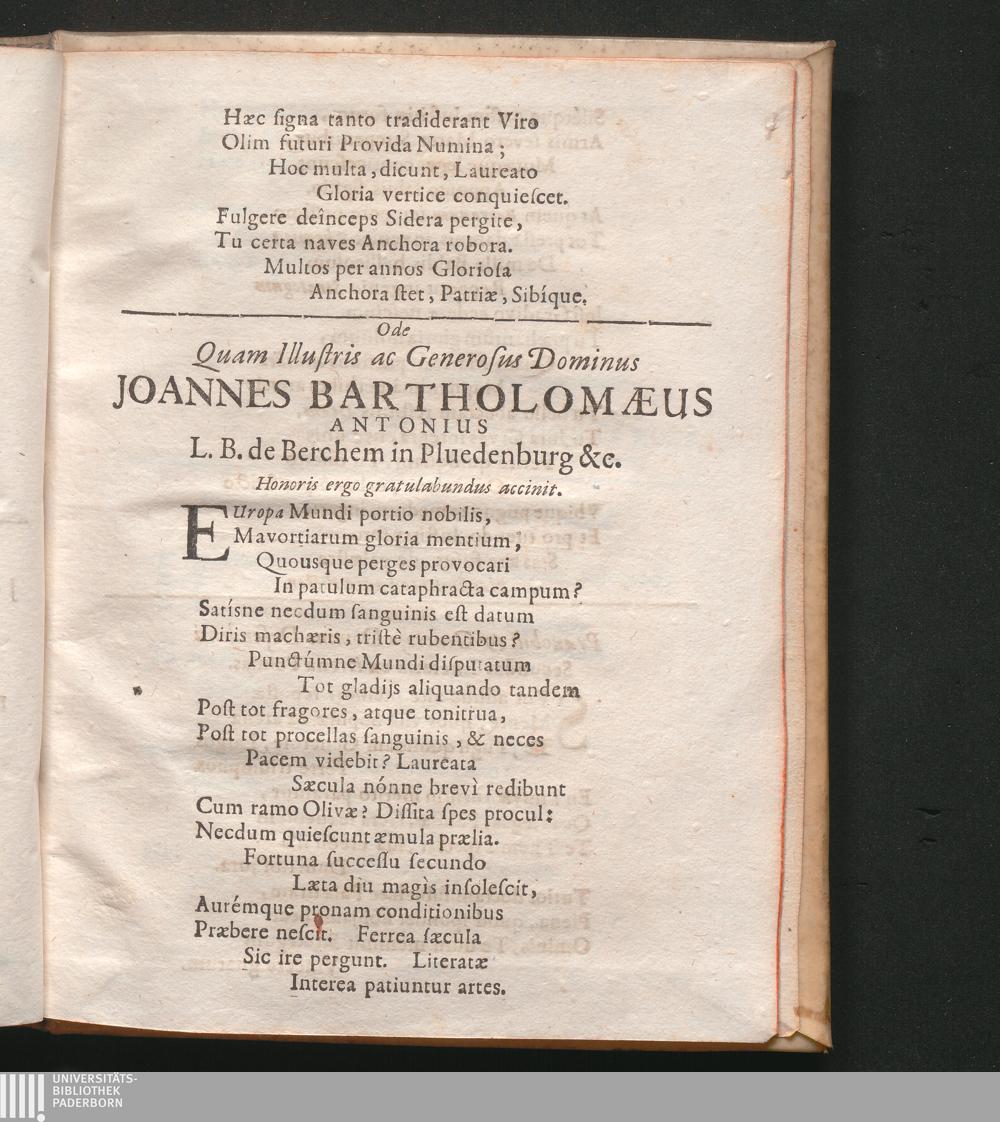 Hæc ſigna tanto tradiderant Viro
Olim futuri Provida Numina;
Hoc multa, dicunt, Laureato
Gloria vertice conquieſcet.
Fulgere deînceps Sidera pergite,
Tu certa naves Anchora robora.
Multos per annos Glorioſa
Anchora ſtet, Patriæ, Sibíque.
Ode
Quam Illuſtris ac Generoſus Dominus
JOANNES BARTHOLOMÆUS
ANTONIUS
L. B. de Berchem in Pluedenburg &c.
Honoris ergo gratulabundus accinit.
EUropa Mundi portio nobilis,
Mavortiarum gloria mentium,
Quousque perges provocari
In patulum cataphracta campum?
Satísne necdum ſanguinis eſt datum
Diris machæris, triſtè rubentibus?
Punctúmne Mundi diſputatum
Tot gladijs aliquando tandem
Poſt tot fragores, atque tonitrua,
Poſt tot procellas ſanguinis, & neces
Pacem videbit? Laureata
Sæcula nónne brevì redibunt
Cum ramo Olivæ? Diſſita ſpes procul:
Necdum quieſcunt æmula prælia.
Fortuna ſucceſſu ſecundo
Læta diu magìs inſoleſcit,
Aurémque pronam conditionibus
Præbere neſcit. Ferrea ſæcula
Sic ire pergunt. Literatæ
Interea patiuntur artes.
UNIVERSITÄTS-
BIBLIOTHEK
PADERBORN